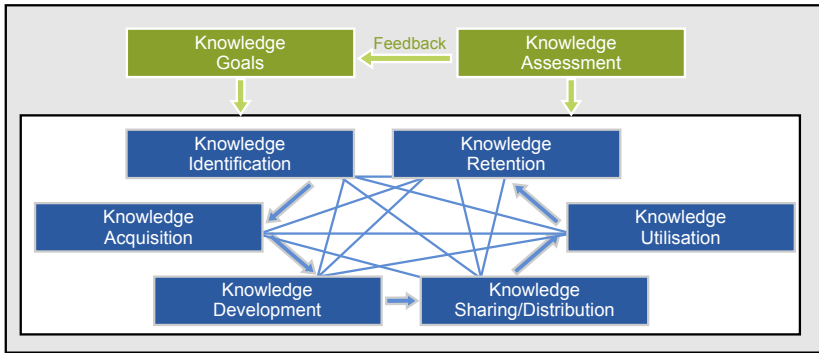 Knowledge
Goals
Feedback
Knowledge
Assessment
Knowledge
Identification
Knowledge
Retention
Knowledge
Acquisition
Knowledge
Utilisation
Knowledge
Development
Knowledge
Sharing/Distribution